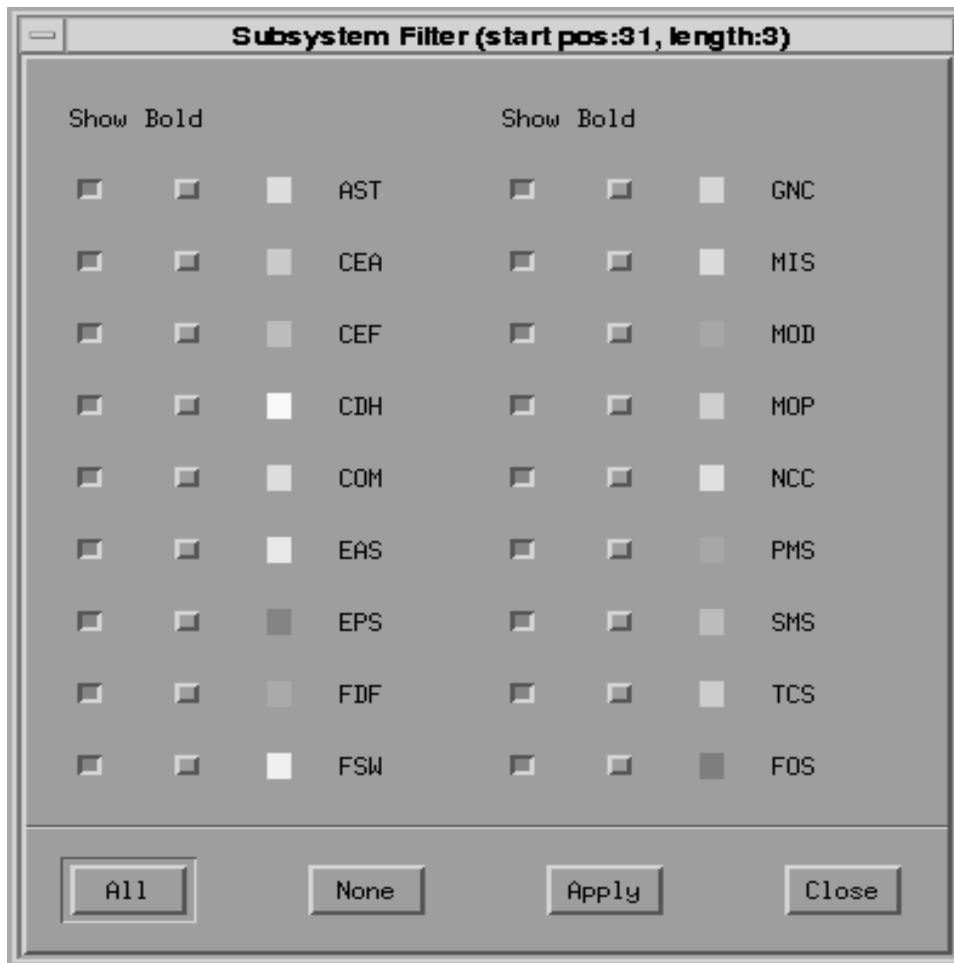 Subsystem Filter (start pos:31, length:3)
Show Bold Show Bold
AST GNC
CEA MIS
CEF MOD
CDH MOP
COM NCC
EAS PMS
EPS SMS
FDF TCS
FSW FOS
All None Apply Close